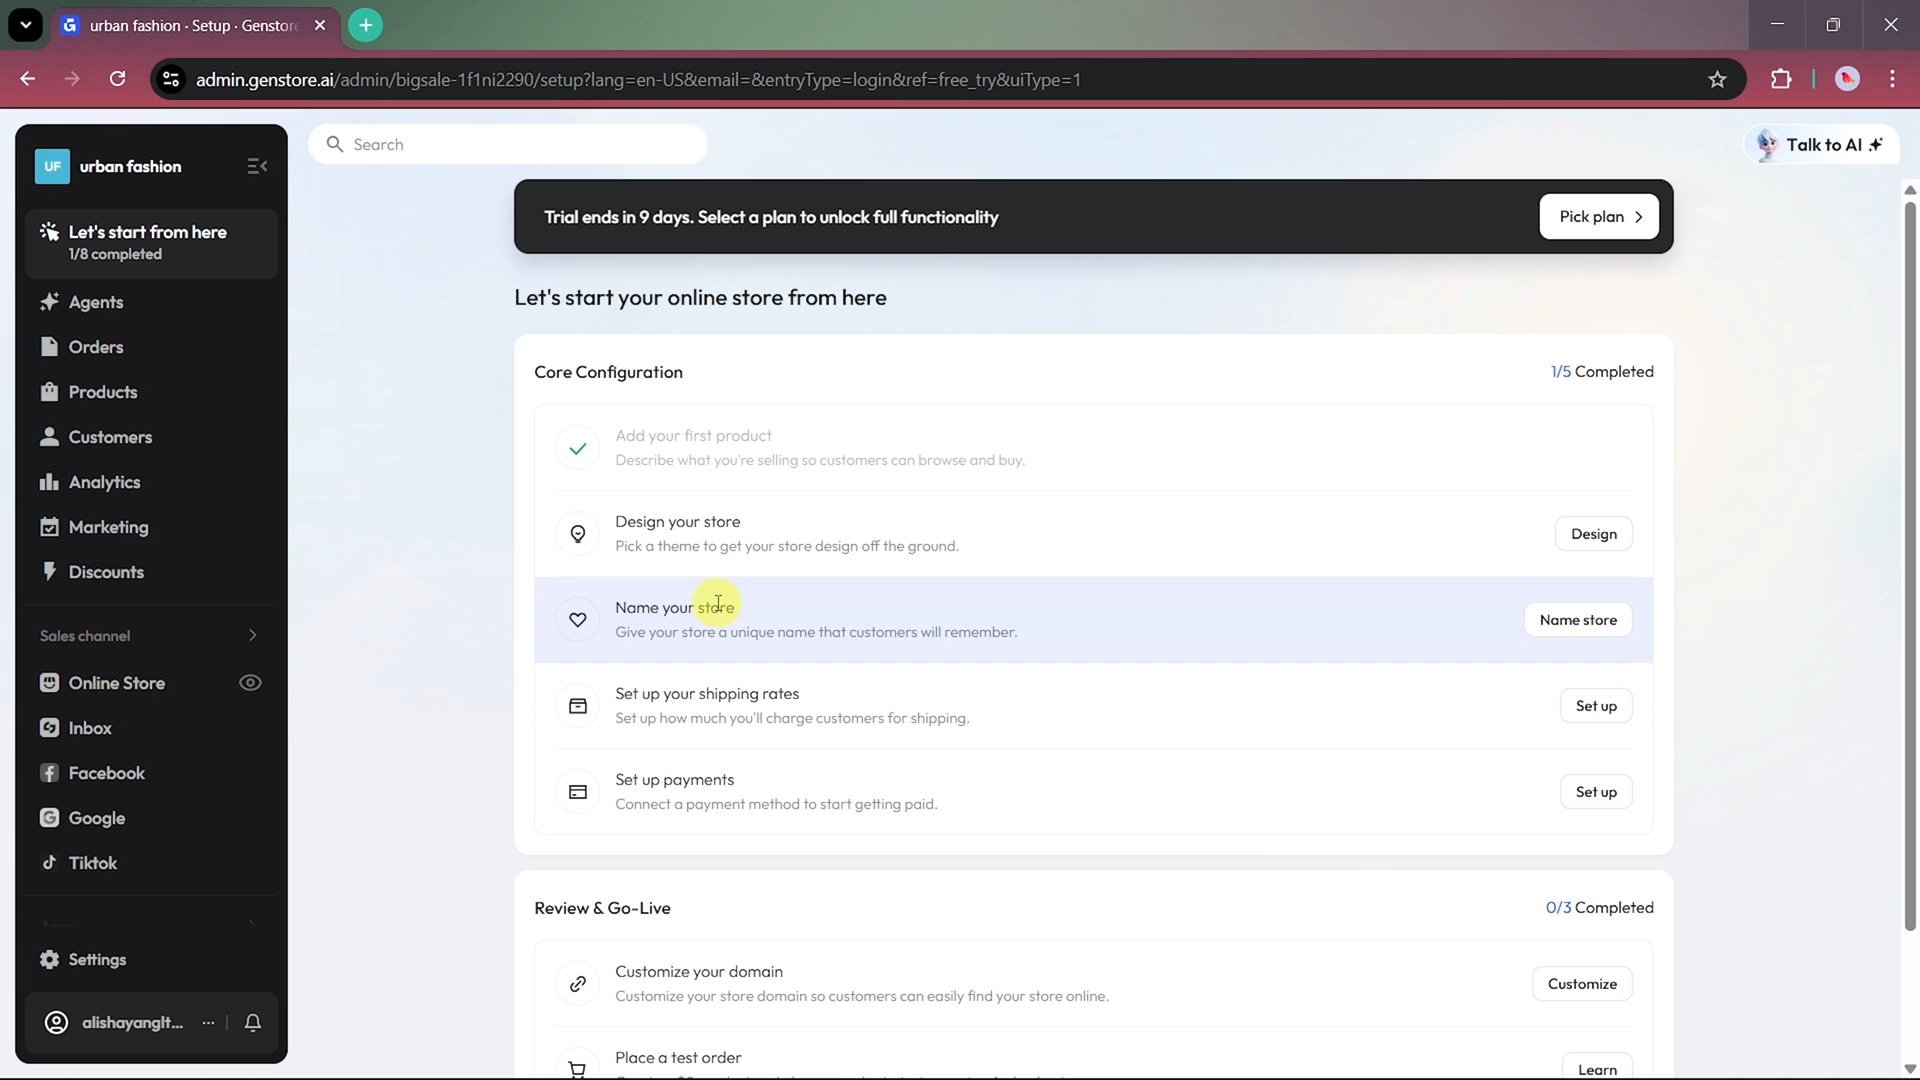 urban fashion · Setup · Genstore
admin.genstore.ai/admin/bigsale-1f1ni2290/setup?lang=en-US&email=&entryType=login&ref=free_try&uiType=1
UF urban fashion
Search
Talk to AI
Let's start from here
1/8 completed
Agents
Orders
Products
Customers
Analytics
Marketing
Discounts
Sales channel
Online Store
Inbox
Facebook
Google
Tiktok
Settings
alishayanglt... ...
Trial ends in 9 days. Select a plan to unlock full functionality
Pick plan
Let's start your online store from here
Core Configuration
1/5 Completed
Add your first product
Describe what you're selling so customers can browse and buy.
Design your store
Pick a theme to get your store design off the ground.
Design
Name your store
Give your store a unique name that customers will remember.
Name store
Set up your shipping rates
Set up how much you'll charge customers for shipping.
Set up
Set up payments
Connect a payment method to start getting paid.
Set up
Review & Go-Live
0/3 Completed
Customize your domain
Customize your store domain so customers can easily find your store online.
Customize
Place a test order
Learn